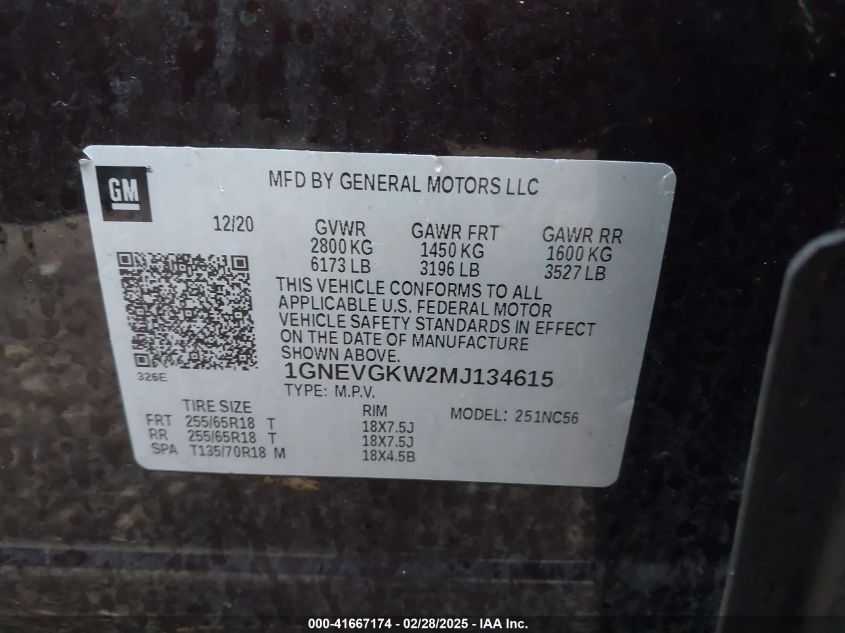 GM
MFD BY GENERAL MOTORS LLC
12/20
GVWR
2800 KG
6173 LB
GAWR FRT
1450 KG
3196 LB
GAWR RR
1600 KG
3527 LB
THIS VEHICLE CONFORMS TO ALL
APPLICABLE U.S. FEDERAL MOTOR
VEHICLE SAFETY STANDARDS IN EFFECT
ON THE DATE OF MANUFACTURE
SHOWN ABOVE.
326E
1GNEVGKW2MJ134615
TYPE: M.P.V.
TIRE SIZE RIM MODEL: 251NC56
FRT 255/65R18 T 18X7.5J
RR 255/65R18 T 18X7.5J
SPA T135/70R18 M 18X4.5B
000-41667174 - 02/28/2025 - IAA Inc.